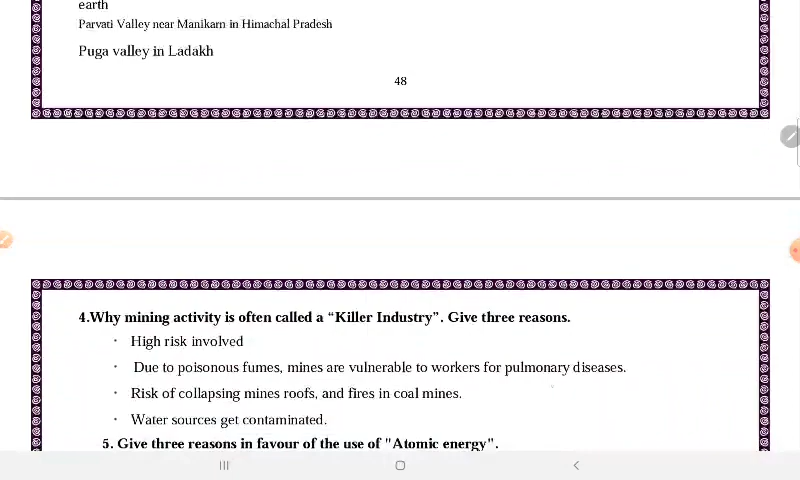 earth
Parvati Valley near Manikarn in Himachal Pradesh
Puga valley in Ladakh
48
4.Why mining activity is often called a “Killer Industry”. Give three reasons.
· High risk involved
· Due to poisonous fumes, mines are vulnerable to workers for pulmonary diseases.
· Risk of collapsing mines roofs, and fires in coal mines.
· Water sources get contaminated.
5. Give three reasons in favour of the use of "Atomic energy".